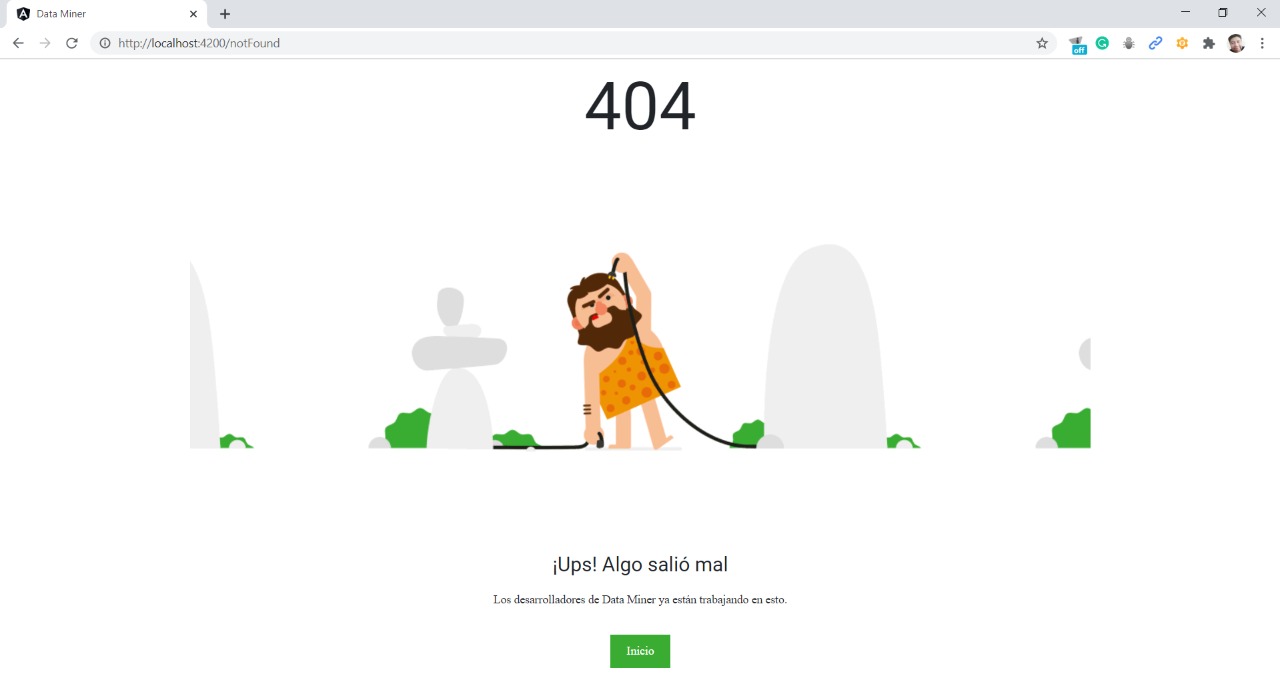 Data Miner
http://localhost:4200/notFound
off
404
¡Ups! Algo salió mal
Los desarrolladores de Data Miner ya están trabajando en esto.
Inicio